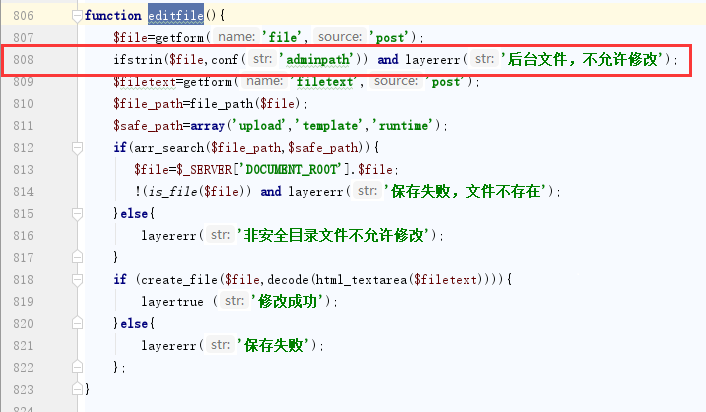 806 function editfile(){
807 $file=getform( name: 'file', source: 'post');
808 ifstrin($file,conf( str: 'adminpath')) and layererr( str: '后台文件，不允许修改');
809 $filetext=getform( name: 'filetext', source: 'post');
810 $file_path=file_path($file);
811 $safe_path=array('upload','template','runtime');
812 if(arr_search($file_path,$safe_path)){
813 $file=$_SERVER['DOCUMENT_ROOT'].$file;
814 !(is_file($file)) and layererr( str: '保存失败，文件不存在');
815 }else{
816 layererr( str: '非安全目录文件不允许修改');
817 }
818 if (create_file($file,decode(html_textarea($filetext)))){
819 layertrue ( str: '修改成功');
820 }else{
821 layererr( str: '保存失败');
822 };
823 }